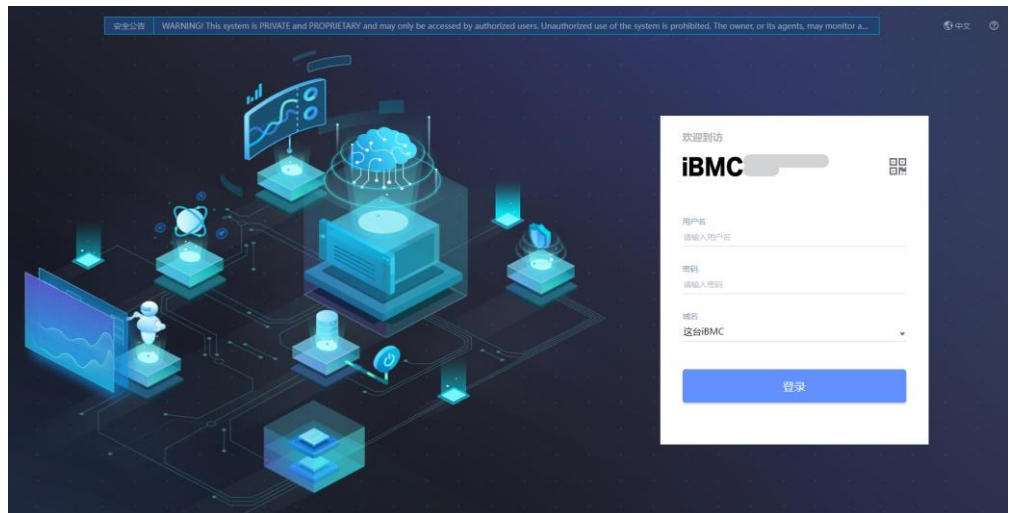 安全公告 WARNING! This system is PRIVATE and PROPRIETARY and may only be accessed by authorized users. Unauthorized use of the system is prohibited. The owner, or its agents, may monitor a...
中文
欢迎到访
iBMC
用户名
请输入用户名
密码
请输入密码
域名
这台iBMC
登录